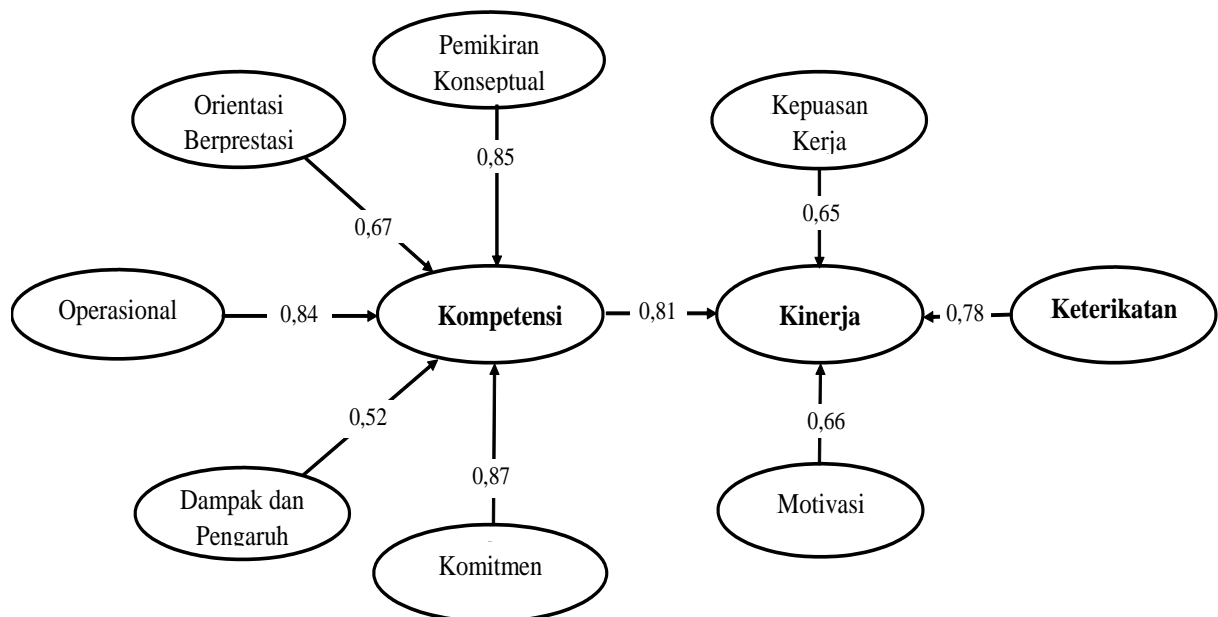 Pemikiran
Konseptual
Orientasi
Berprestasi
Kepuasan
Kerja
0,85
0,67
0,65
Operasional
0,84
Kompetensi
0,81
Kinerja
0,78
Keterikatan
0,52
0,87
0,66
Dampak dan
Pengaruh
Komitmen
Motivasi